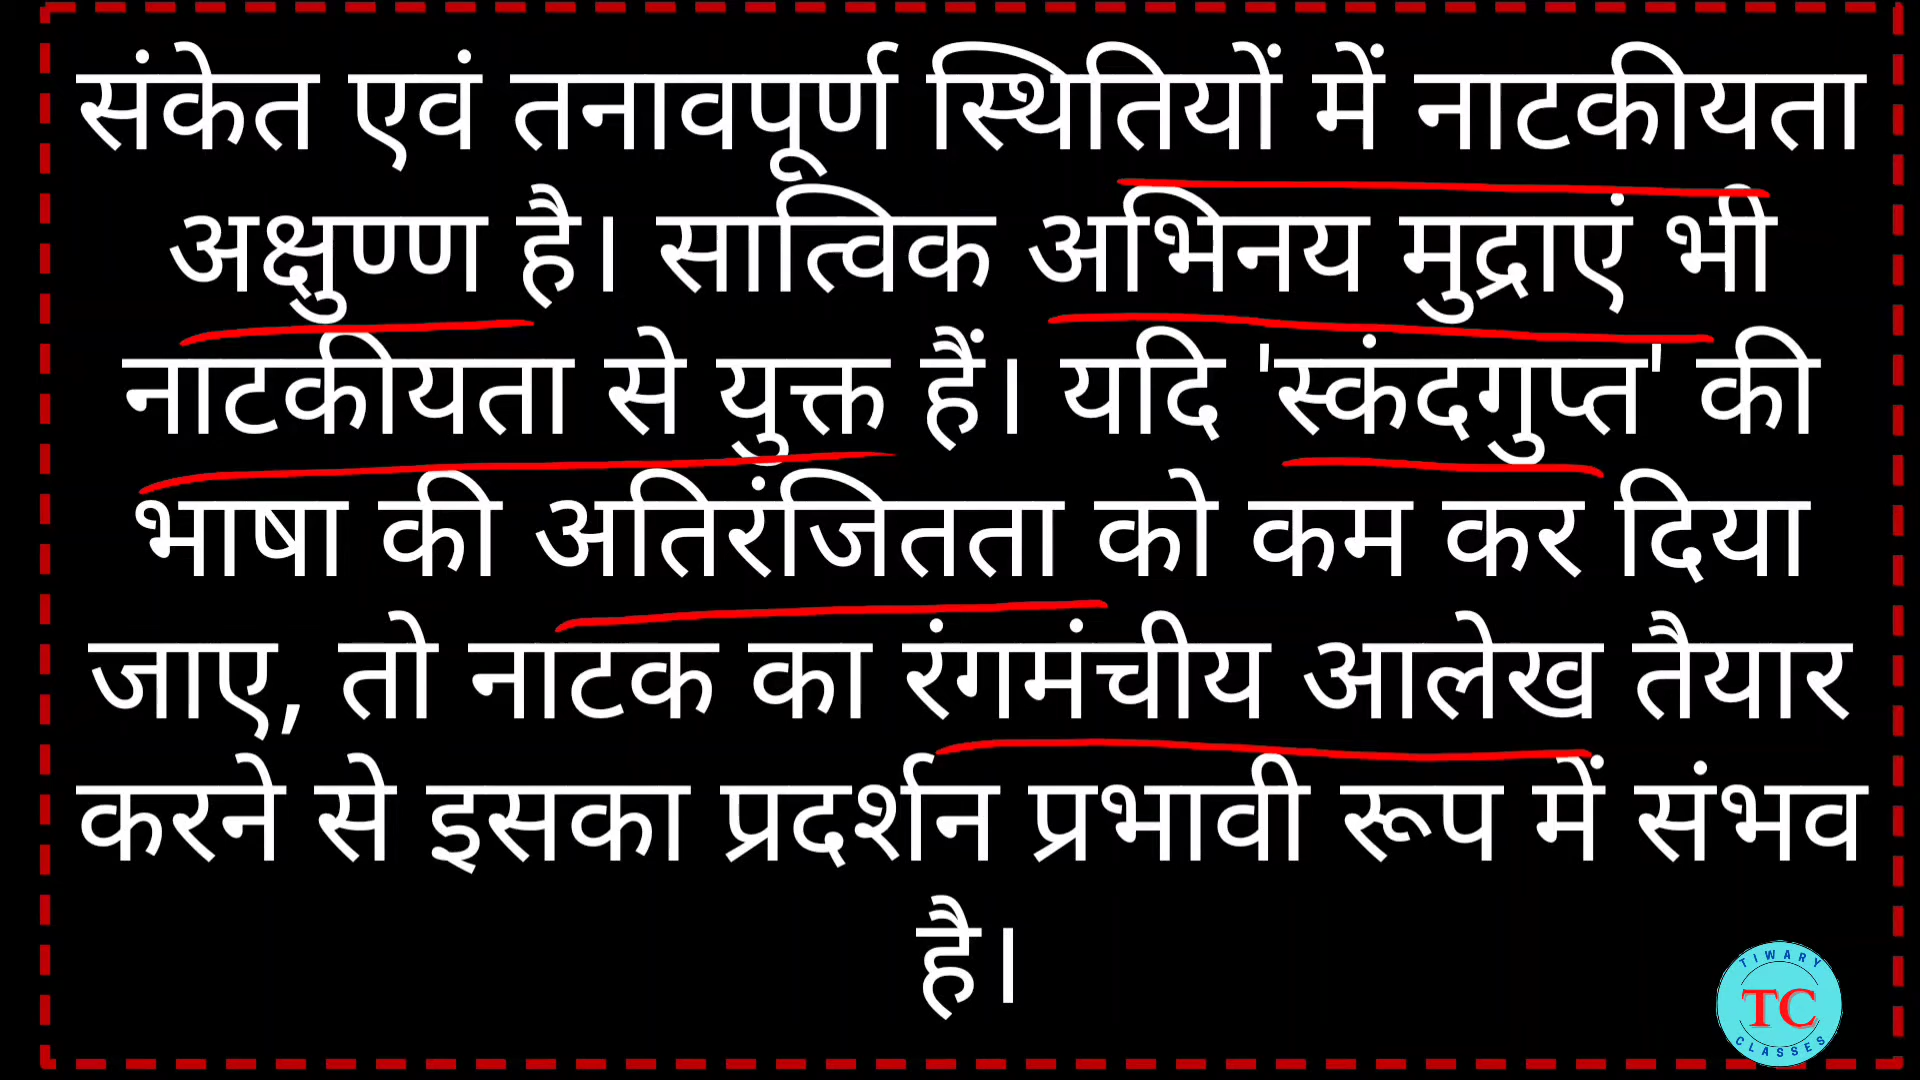 संकेत एवं तनावपूर्ण स्थितियों में नाटकीयता
अक्षुण्ण है। सात्विक अभिनय मुद्राएं भी
नाटकीयता से युक्त हैं। यदि 'स्कंदगुप्त' की
भाषा की अतिरंजितता को कम कर दिया
जाए, तो नाटक का रंगमंचीय आलेख तैयार
करने से इसका प्रदर्शन प्रभावी रूप में संभव
है।
TIWARY
TC
CLASSES